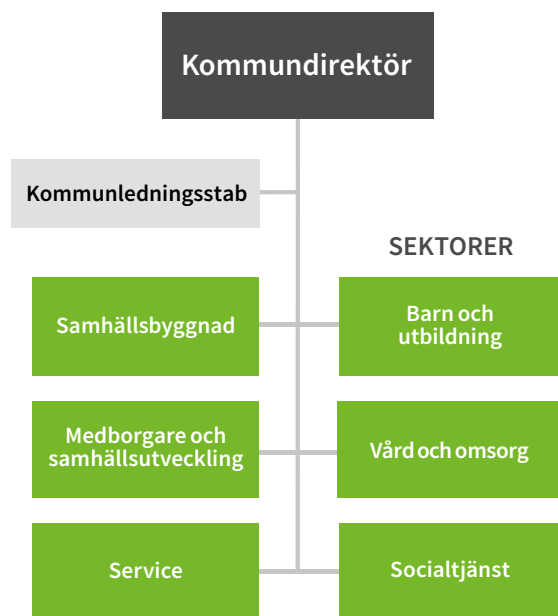 Kommundirektör
Kommunledningsstab
SEKTORER
Samhällsbyggnad
Barn och
utbildning
Medborgare och
samhällsutveckling
Vård och omsorg
Service
Socialtjänst